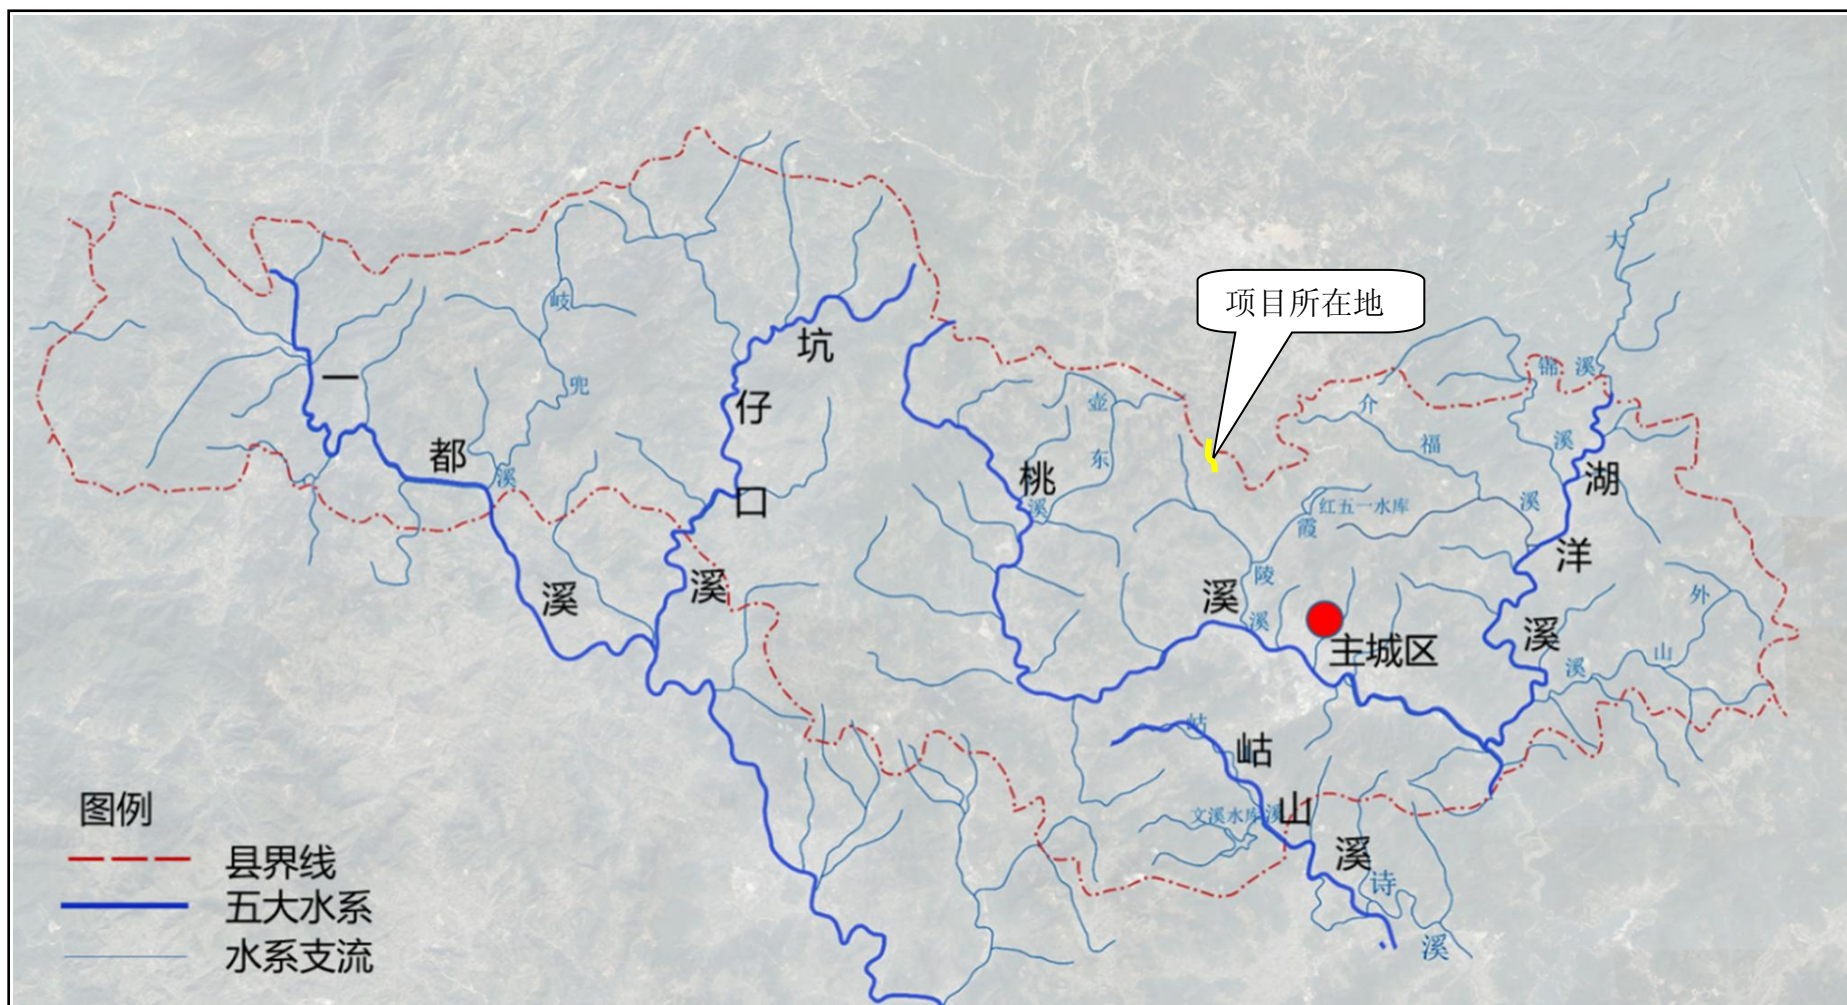 项目所在地
一都溪
坑仔口溪
桃溪
湖洋溪
岵山溪
主城区
岐兜溪
壶东溪
介福溪
锦溪
大溪
霞陵溪
红五一水库
外山溪
岵山溪
文溪水库
诗溪
图例
县界线
五大水系
水系支流